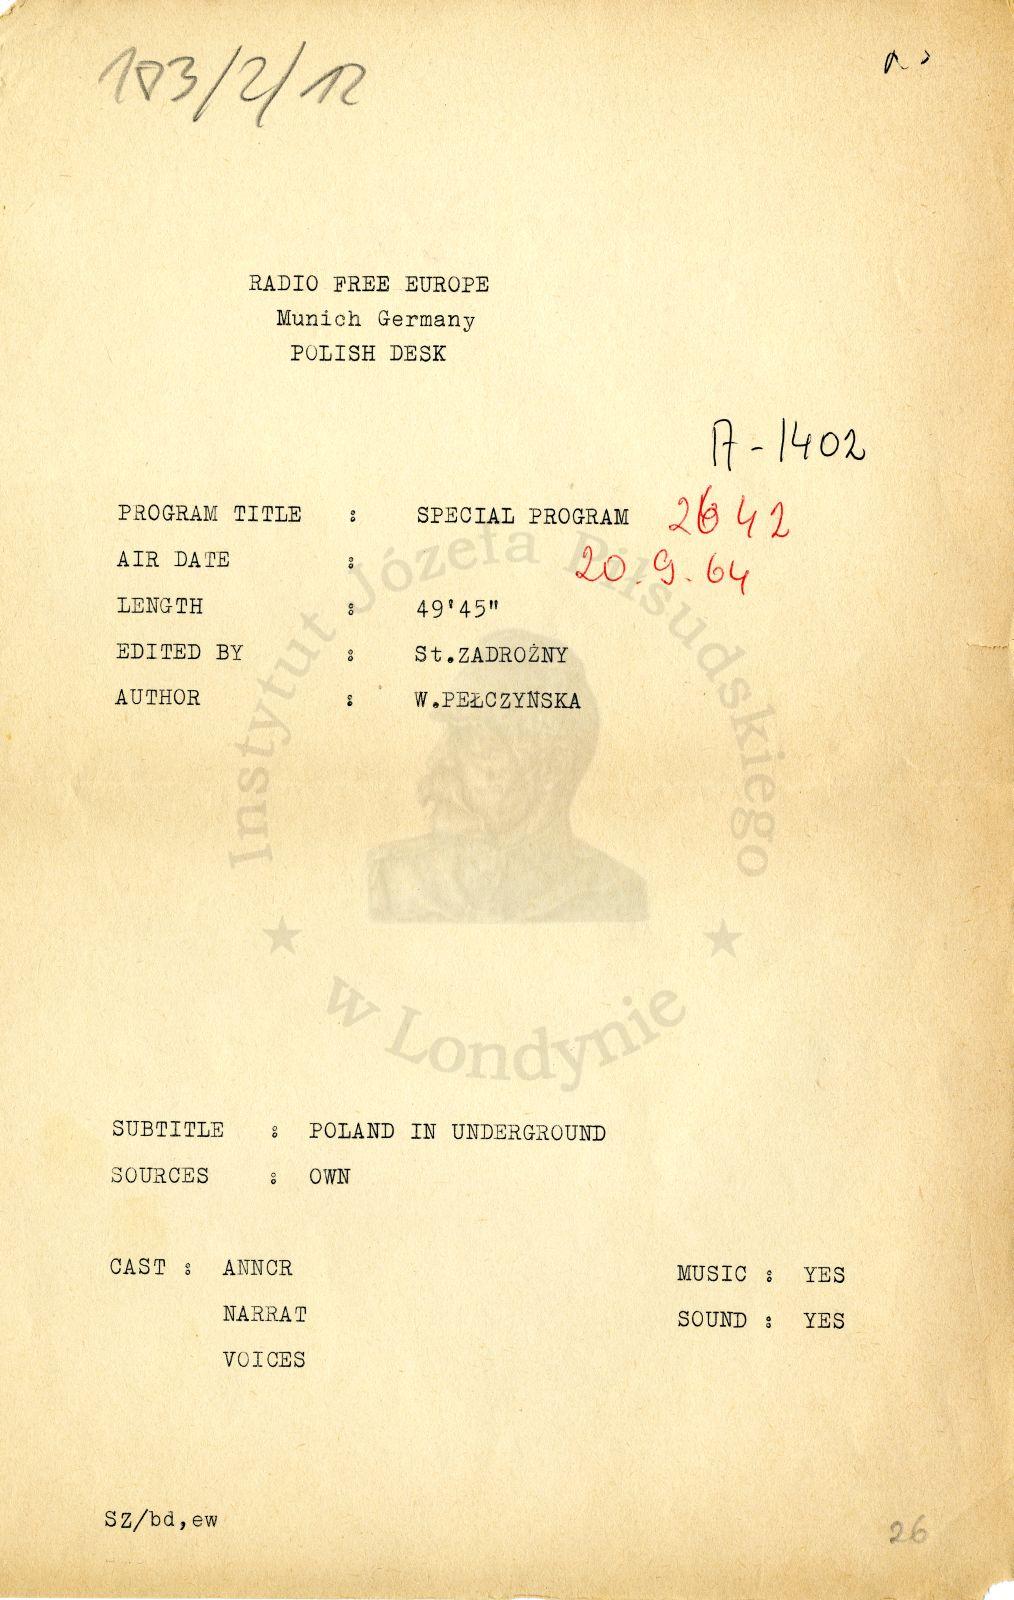 103/2/12
RADIO FREE EUROPE
Munich Germany
POLISH DESK
A-1402
PROGRAM TITLE : SPECIAL PROGRAM 2642
AIR DATE : 20.9.64
LENGTH : 49'45"
EDITED BY : St.ZADROŻNY
AUTHOR : W.PEŁCZYŃSKA
Instytut Józefa Piłsudskiego
w Londynie
SUBTITLE : POLAND IN UNDERGROUND
SOURCES : OWN
CAST : ANNCR MUSIC : YES
NARRAT SOUND : YES
VOICES
SZ/bd,ew
26